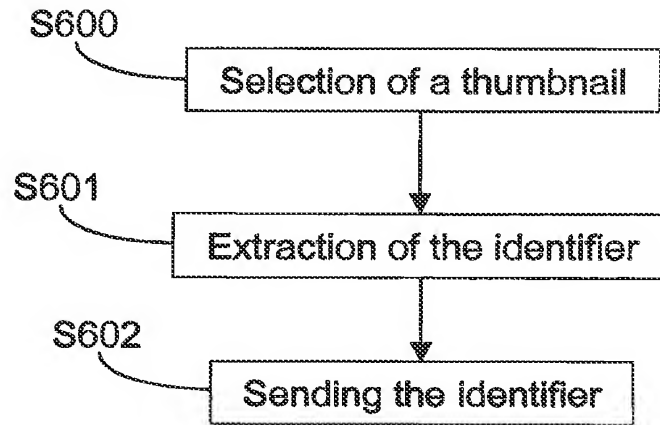 S600
Selection of a thumbnail
S601
Extraction of the identifier
S602
Sending the identifier